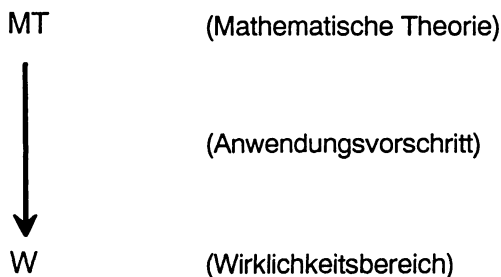 MT (Mathematische Theorie)
(Anwendungsvorschritt)
W (Wirklichkeitsbereich)